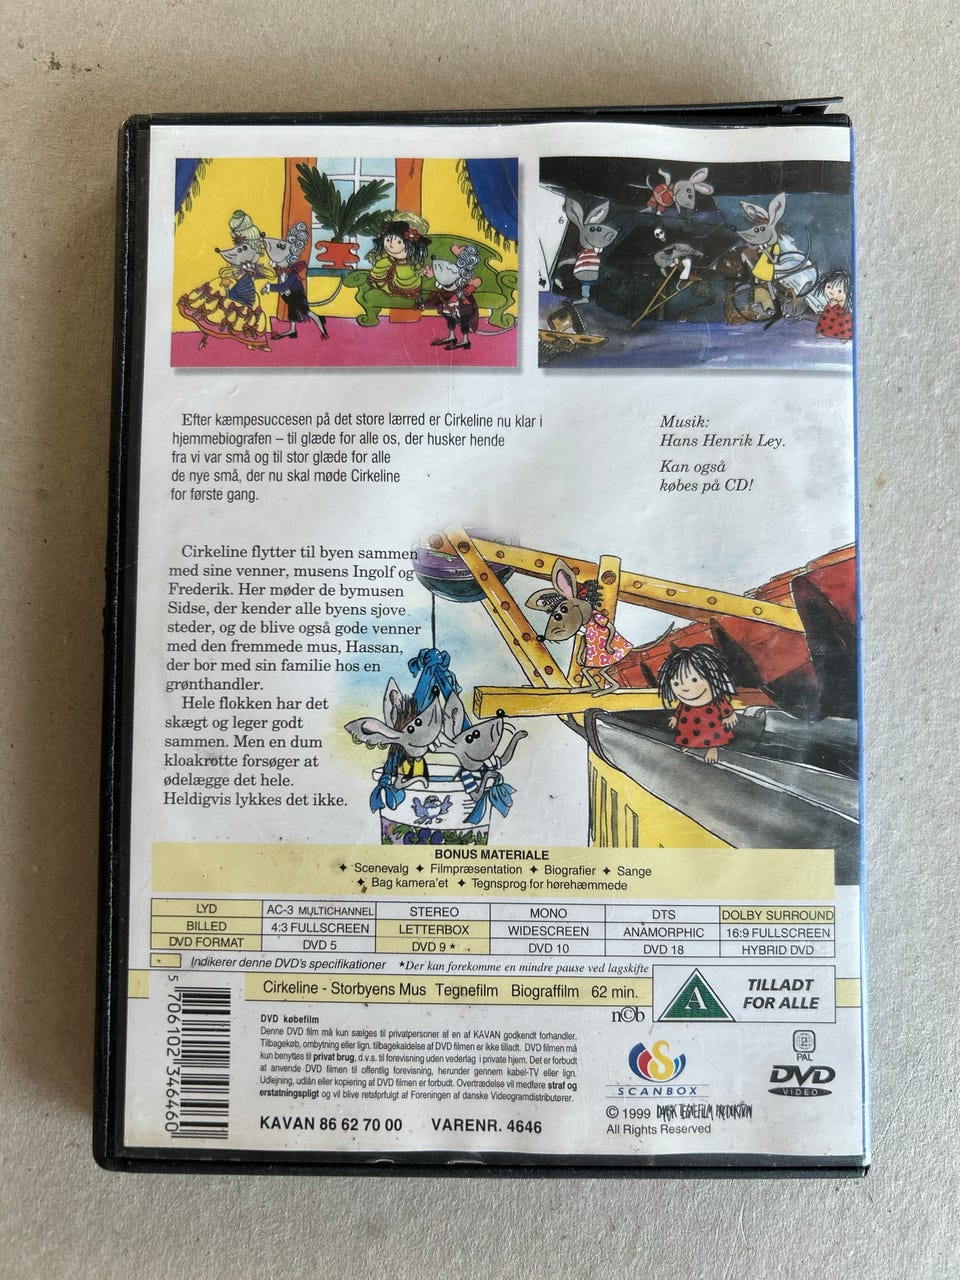 Efter kæmpesuccesen på det store lærred er Cirkeline nu klar i
hjemmebiografen – til glæde for alle os, der husker hende
fra vi var små og til stor glæde for alle
de nye små, der nu skal møde Cirkeline
for første gang.
Musik:
Hans Henrik Ley.
Kan også
købes på CD!
Cirkeline flytter til byen sammen
med sine venner, musens Ingolf og
Frederik. Her møder de bymusen
Sidse, der kender alle byens sjove
steder, og de blive også gode venner
med den fremmede mus, Hassan,
der bor med sin familie hos en
grønthandler.
Hele flokken har det
skægt og leger godt
sammen. Men en dum
kloakrotte forsøger at
ødelægge det hele.
Heldigvis lykkes det ikke.
BONUS MATERIALE
✦ Scenevalg ✦ Filmpræsentation ✦ Biografier ✦ Sange
✦ Bag kamera'et ✦ Tegnsprog for hørehæmmede
LYD AC-3 MULTICHANNEL STEREO MONO DTS DOLBY SURROUND
BILLED 4:3 FULLSCREEN LETTERBOX WIDESCREEN ANAMORPHIC 16:9 FULLSCREEN
DVD FORMAT DVD 5 DVD 9 * DVD 10 DVD 18 HYBRID DVD
Indikerer denne DVD's specifikationer *Der kan forekomme en mindre pause ved lagskifte
Cirkeline - Storbyens Mus Tegnefilm Biograffilm 62 min.
A TILLADT
FOR ALLE
n©b
DVD købefilm
Denne DVD film må kun sælges til privatpersoner af en af KAVAN godkendt forhandler.
Tilbagekøb, ombytning eller lign. tilbagekaldelse af DVD filmen er ikke tilladt. DVD filmen må
kun benyttes til privat brug, d.v.s. til forevisning uden vederlag i private hjem. Det er forbudt
at anvende DVD filmen til offentlig forevisning, herunder gennem kabel-TV eller lign.
Udlejning, udlån eller kopiering af DVD filmen er forbudt. Overtrædelse vil medføre straf og
erstatningspligt og vil blive retsforfulgt af Foreningen af danske Videogramdistributører.
KAVAN 86 62 70 00 VARENR. 4646
5 706102 346460
S
SCANBOX
© 1999 DANSK TEGNEFILM PRODUKTION
All Rights Reserved
2
PAL
DVD
VIDEO